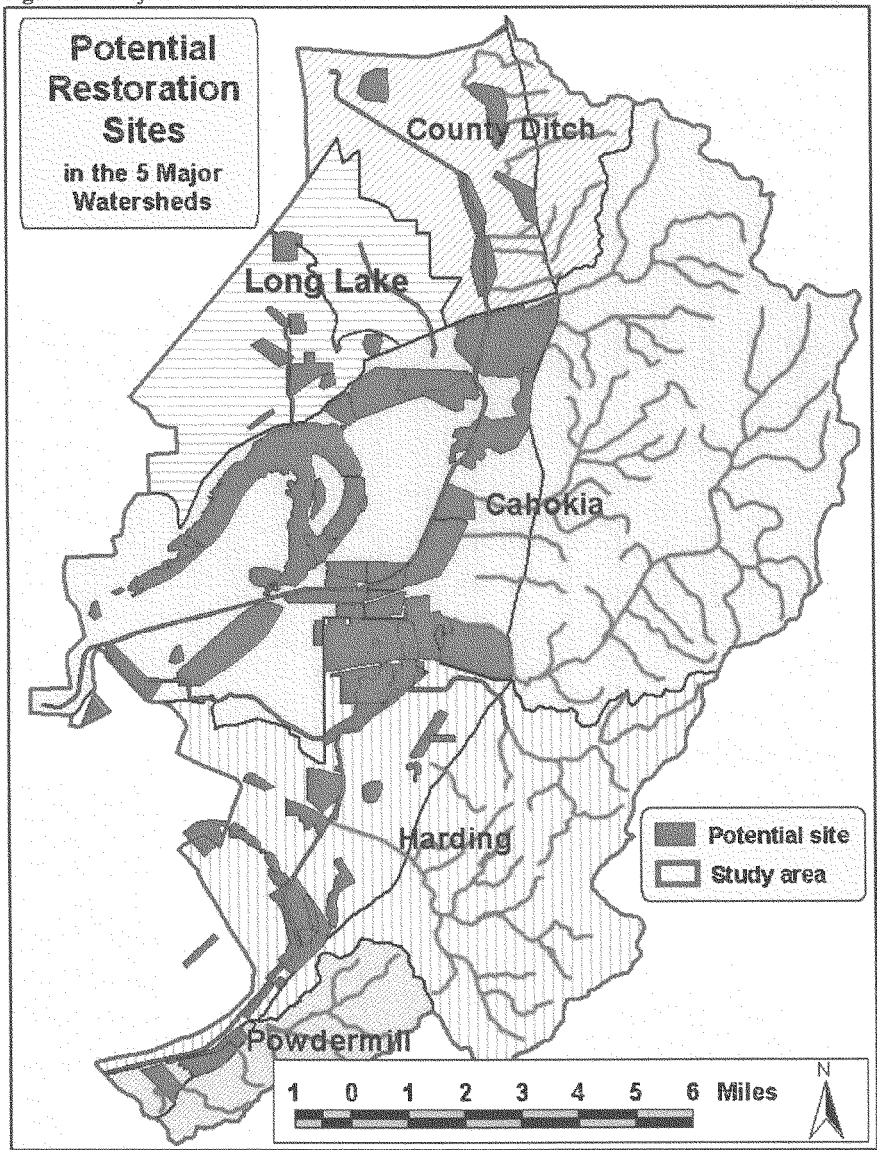 Potential
Restoration
Sites
in the 5 Major
Watersheds
County Ditch
Long Lake
Cahokia
Harding
Potential site
Study area
Powdermill
1 0 1 2 3 4 5 6 Miles
N